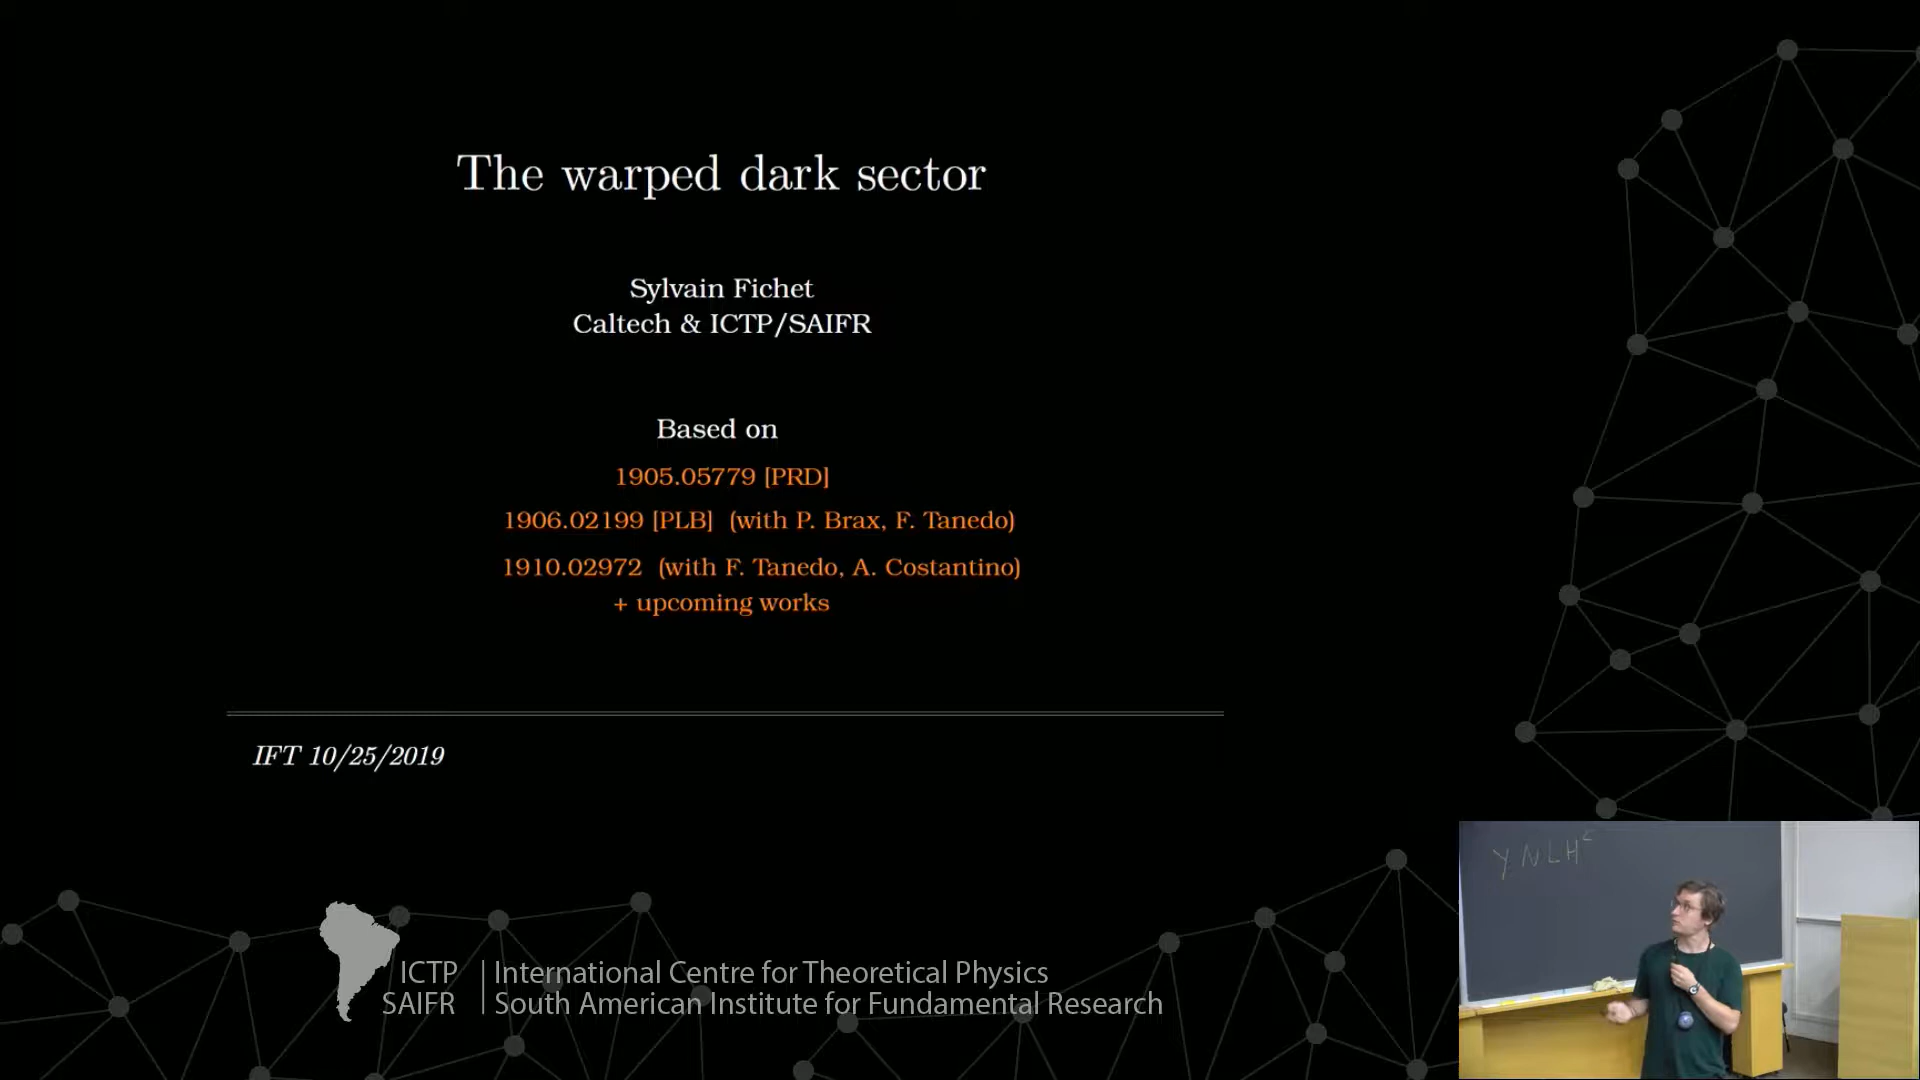 The warped dark sector
Sylvain Fichet
Caltech & ICTP/SAIFR
Based on
1905.05779 [PRD]
1906.02199 [PLB] (with P. Brax, F. Tanedo)
1910.02972 (with F. Tanedo, A. Costantino)
+ upcoming works
IFT 10/25/2019
Y N L H^c
ICTP | International Centre for Theoretical Physics
SAIFR | South American Institute for Fundamental Research